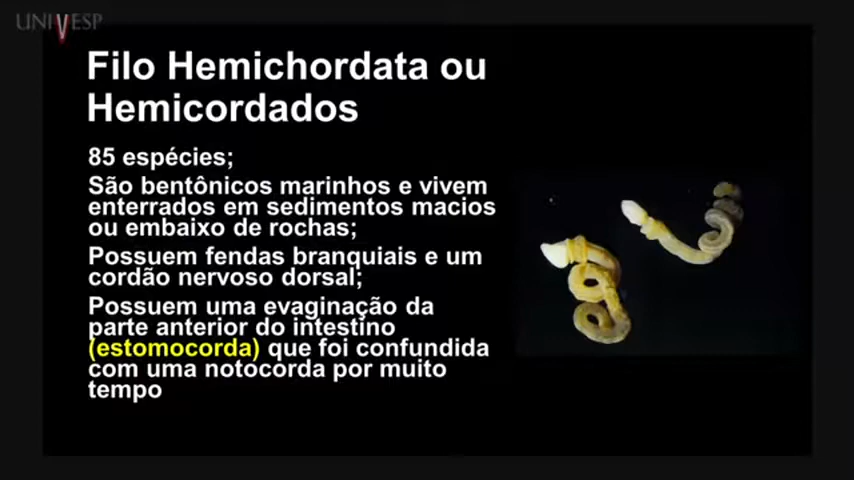 UNIVESP
Filo Hemichordata ou
Hemicordados
85 espécies;
São bentônicos marinhos e vivem
enterrados em sedimentos macios
ou embaixo de rochas;
Possuem fendas branquiais e um
cordão nervoso dorsal;
Possuem uma evaginação da
parte anterior do intestino
(estomocorda) que foi confundida
com uma notocorda por muito
tempo